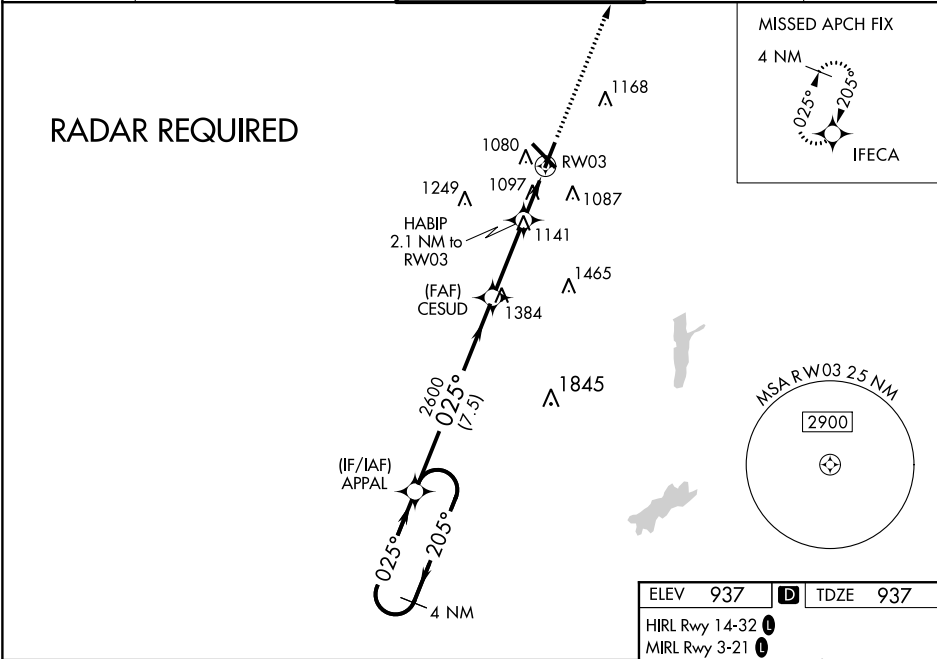 RADAR REQUIRED
MISSED APCH FIX
4 NM
025°
205°
IFECA
1168
1080
RW03
1249
1097
1087
HABIP
2.1 NM to
RW03
1141
1465
(FAF)
CESUD
1384
2600
025°
(7.5)
1845
MSA RW03 25 NM
2900
(IF/IAF)
APPAL
025°
205°
4 NM
ELEV 937 D TDZE 937
HIRL Rwy 14-32 L
MIRL Rwy 3-21 L